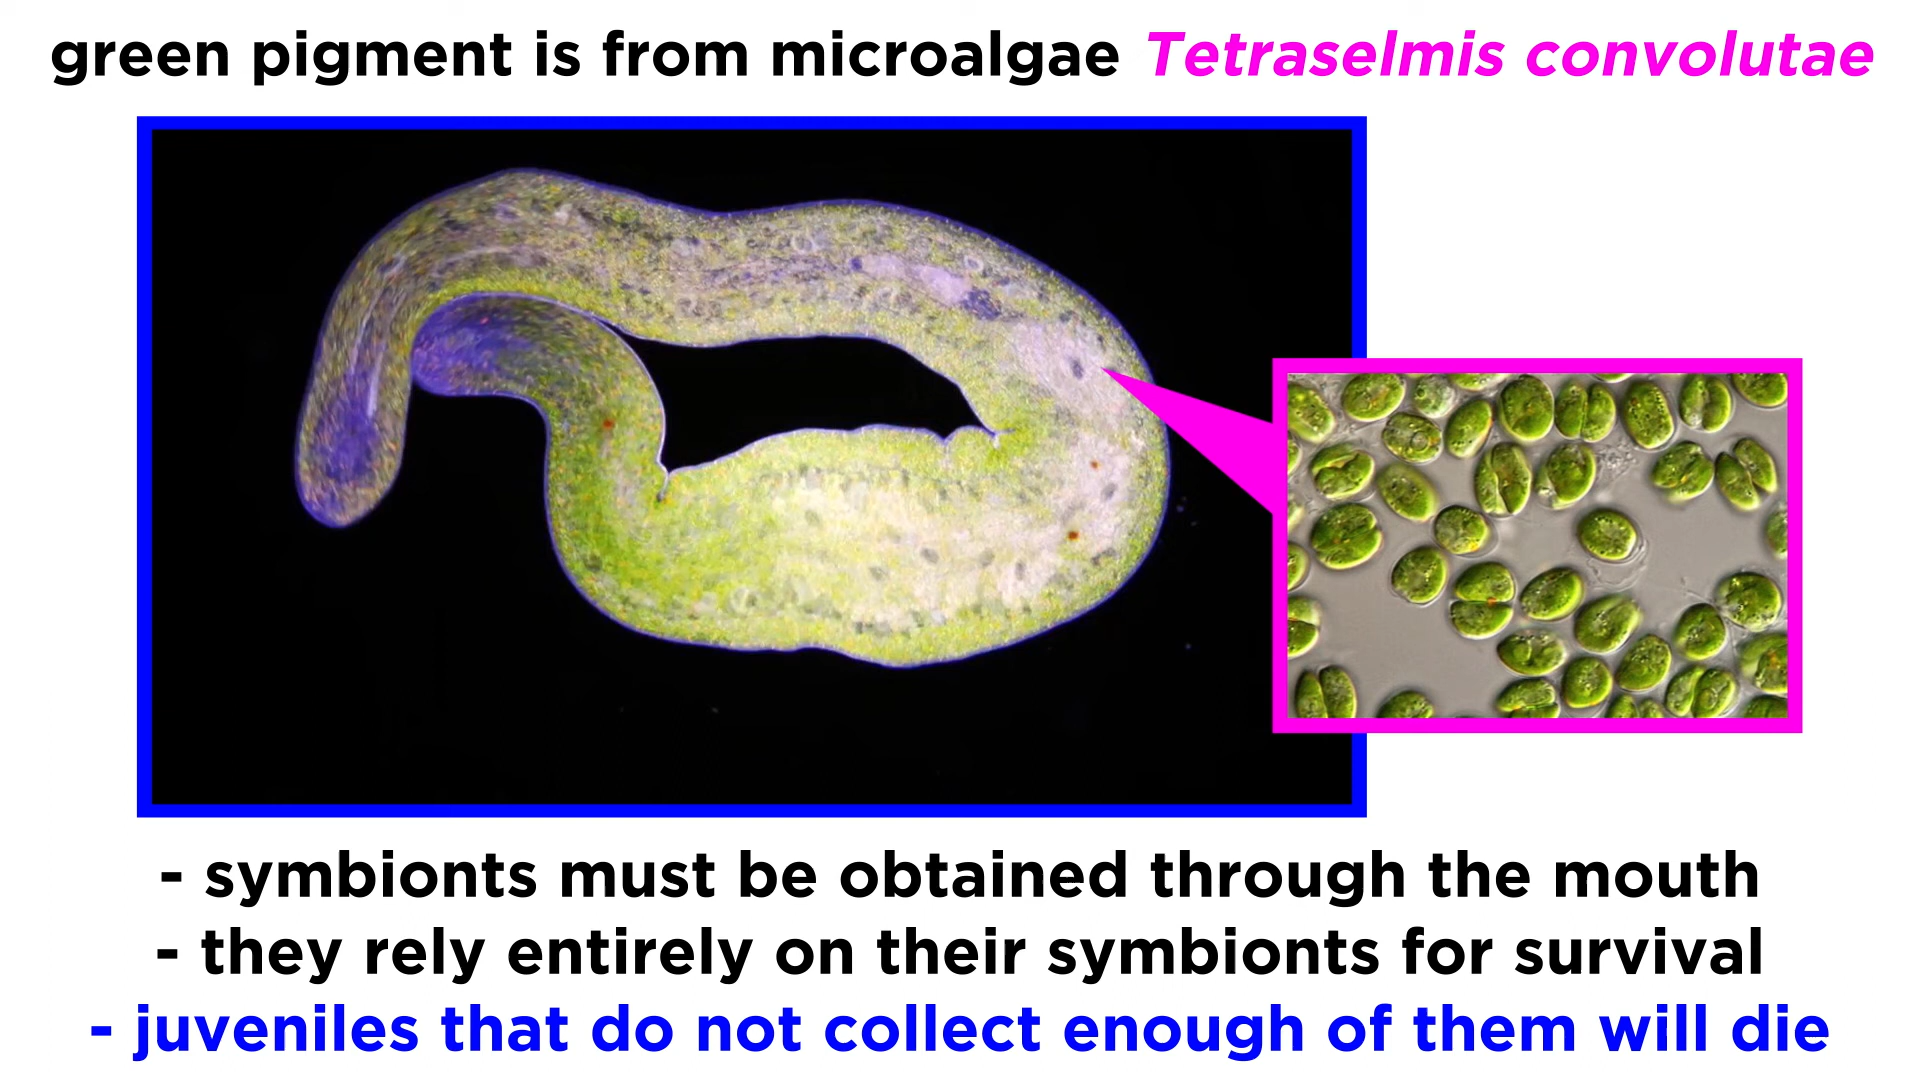 green pigment is from microalgae Tetraselmis convolutae
- symbionts must be obtained through the mouth
- they rely entirely on their symbionts for survival
- juveniles that do not collect enough of them will die